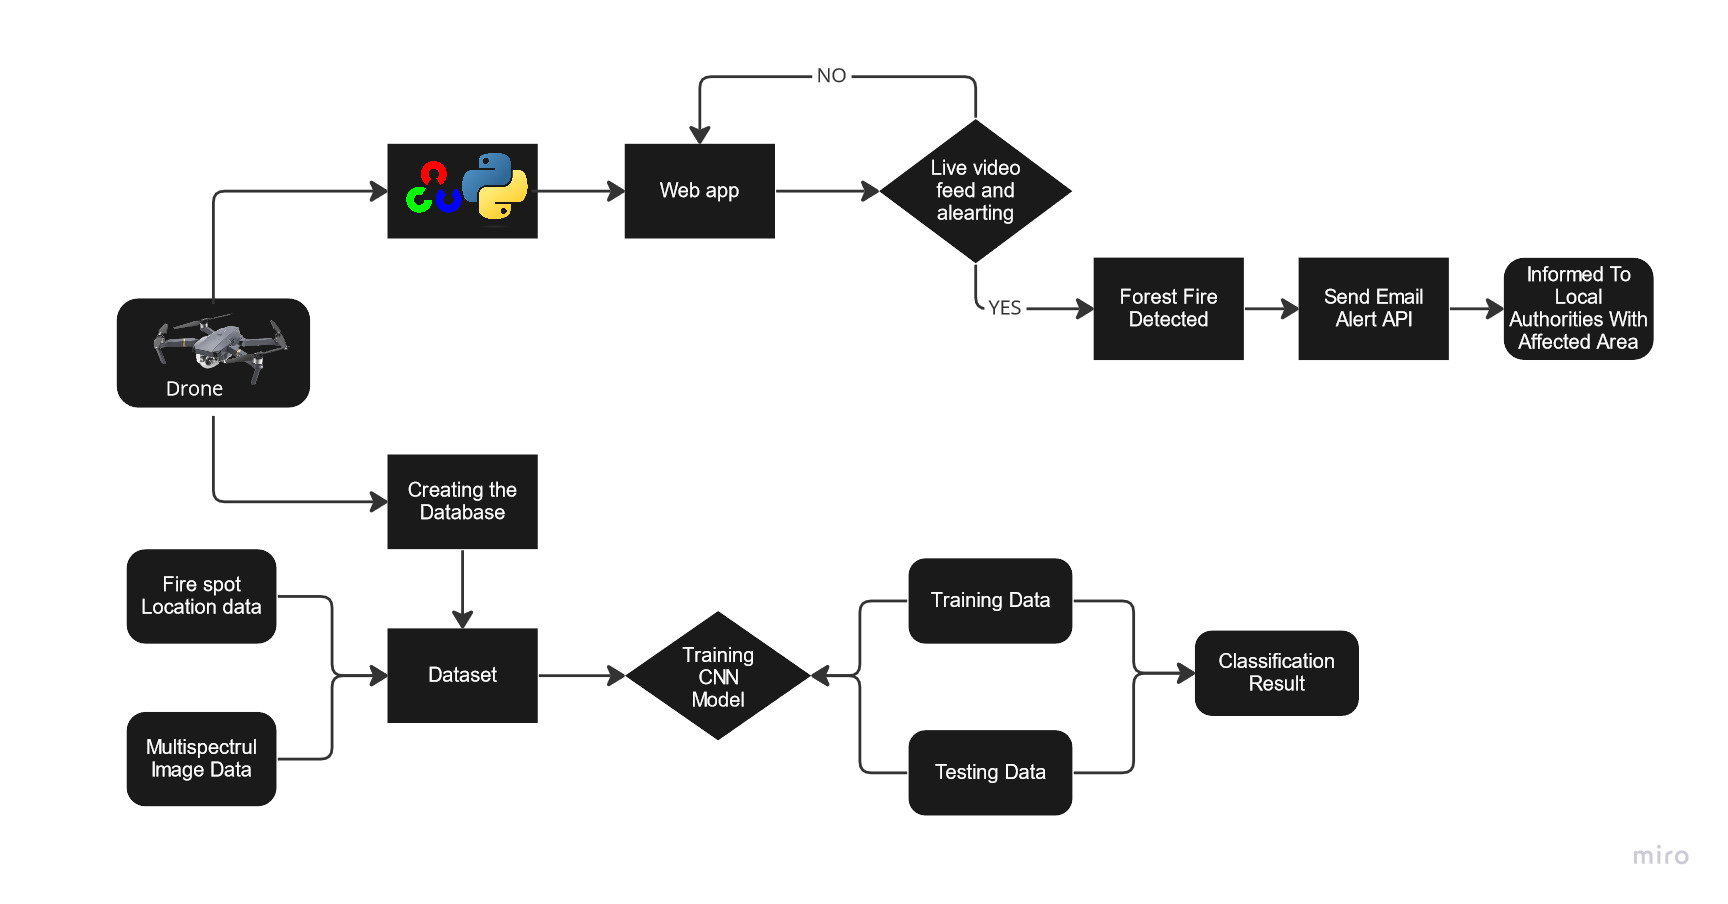 NO
Live video
feed and
alearting
Web app
YES
Forest Fire
Detected
Send Email
Alert API
Informed To
Local
Authorities With
Affected Area
Drone
Creating the
Database
Fire spot
Location data
Dataset
Multispectrul
Image Data
Training
CNN
Model
Training Data
Testing Data
Classification
Result
miro